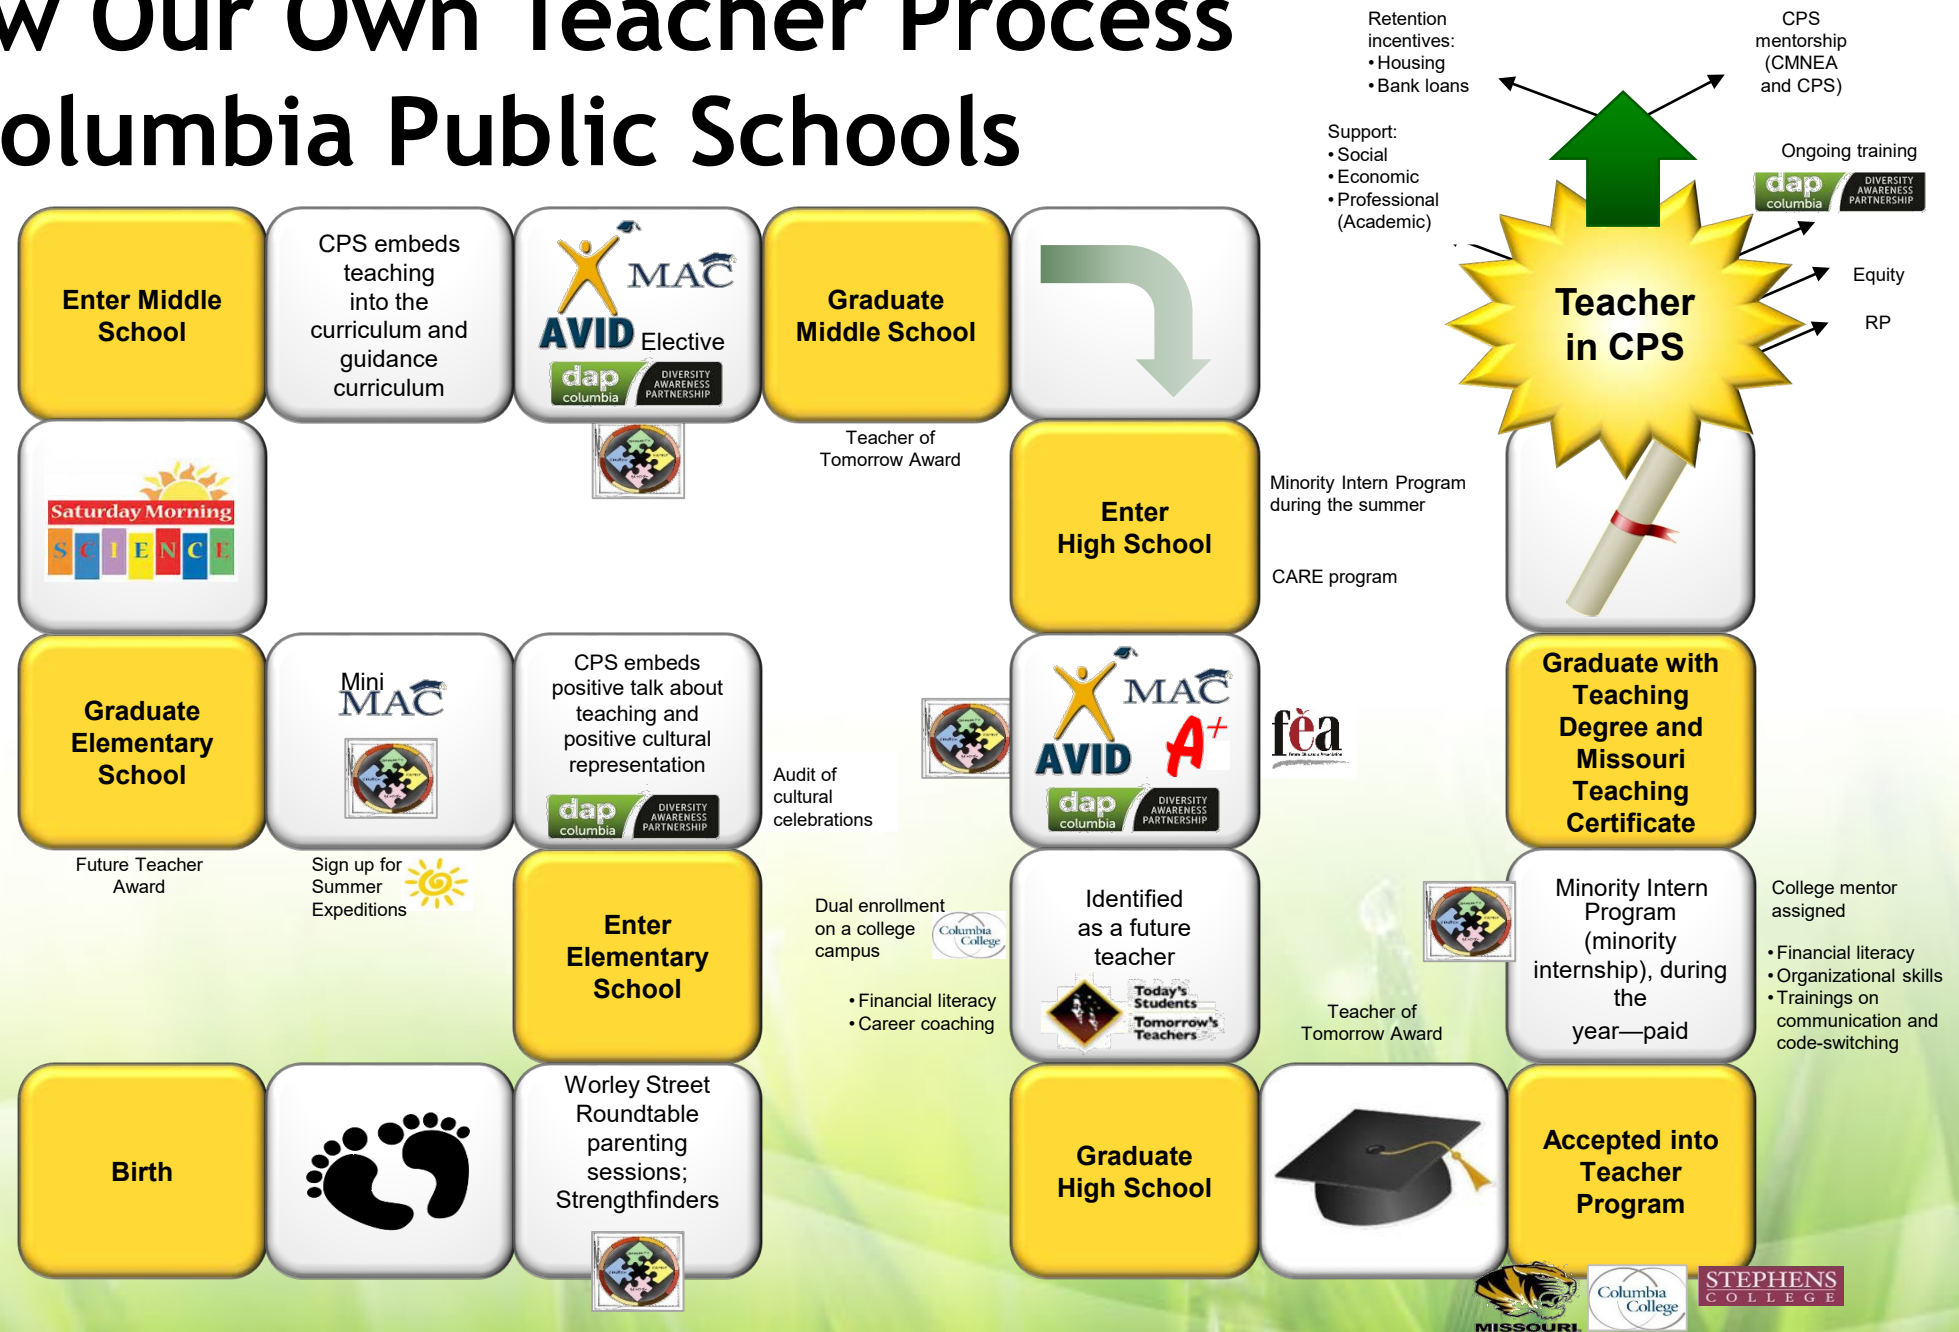 w Our Own Teacher Process
olumbia Public Schools
Retention
incentives:
• Housing
• Bank loans
CPS
mentorship
(CMNEA
and CPS)
Support:
• Social
• Economic
• Professional
(Academic)
Ongoing training
dap
columbia
DIVERSITY
AWARENESS
PARTNERSHIP
Equity
RP
Teacher
in CPS
Enter Middle
School
CPS embeds
teaching
into the
curriculum and
guidance
curriculum
MAC
AVID
Elective
dap
columbia
DIVERSITY
AWARENESS
PARTNERSHIP
Graduate
Middle School
Teacher of
Tomorrow Award
Saturday Morning
SCIENCE
Enter
High School
Minority Intern Program
during the summer
CARE program
Graduate
Elementary
School
Future Teacher
Award
Mini
MAC
Sign up for
Summer
Expeditions
CPS embeds
positive talk about
teaching and
positive cultural
representation
dap
columbia
DIVERSITY
AWARENESS
PARTNERSHIP
Audit of
cultural
celebrations
MAC
AVID
A+
dap
columbia
DIVERSITY
AWARENESS
PARTNERSHIP
fea
Graduate with
Teaching
Degree and
Missouri
Teaching
Certificate
Enter
Elementary
School
Dual enrollment
on a college
campus
Columbia
College
• Financial literacy
• Career coaching
Identified
as a future
teacher
Today's
Students
Tomorrow's
Teachers
Teacher of
Tomorrow Award
Minority Intern
Program
(minority
internship), during
the
year—paid
College mentor
assigned
• Financial literacy
• Organizational skills
• Trainings on
communication and
code-switching
Birth
Worley Street
Roundtable
parenting
sessions;
Strengthfinders
Graduate
High School
Accepted into
Teacher
Program
MISSOURI
Columbia
College
STEPHENS
COLLEGE